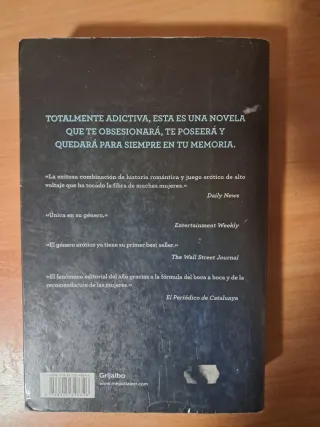 TOTALMENTE ADICTIVA, ESTA ES UNA NOVELA
QUE TE OBSESIONARÁ, TE POSEERÁ Y
QUEDARÁ PARA SIEMPRE EN TU MEMORIA.
«La exitosa combinación de historia romántica y juego erótico de alto
voltaje que ha tocado la fibra de muchas mujeres.»
Daily News
«Única en su género.»
Entertainment Weekly
«El género erótico ya tiene su primer best seller.»
The Wall Street Journal
«El fenómeno editorial del año gracias a la fórmula del boca a boca y de la
recomendación de las mujeres.»
El Periódico de Catalunya
Grijalbo
www.megustaleer.com